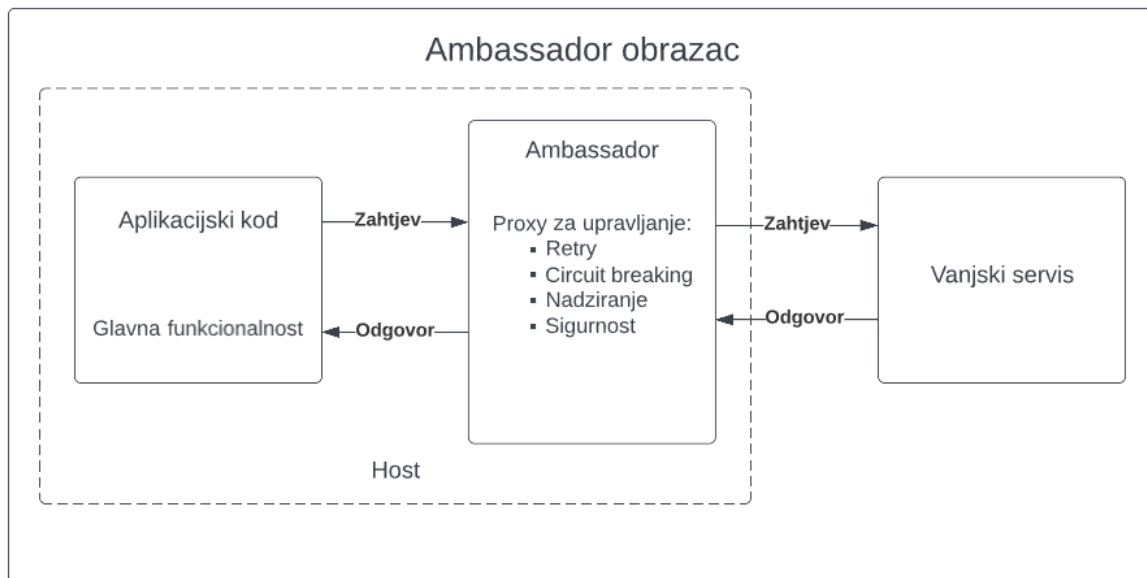 Ambassador obrazac
Ambassador
Aplikacijski kod
Zahtjev
Proxy za upravljanje:
▪ Retry
▪ Circuit breaking
▪ Nadziranje
▪ Sigurnost
Zahtjev
Vanjski servis
Glavna funkcionalnost
Odgovor
Odgovor
Host